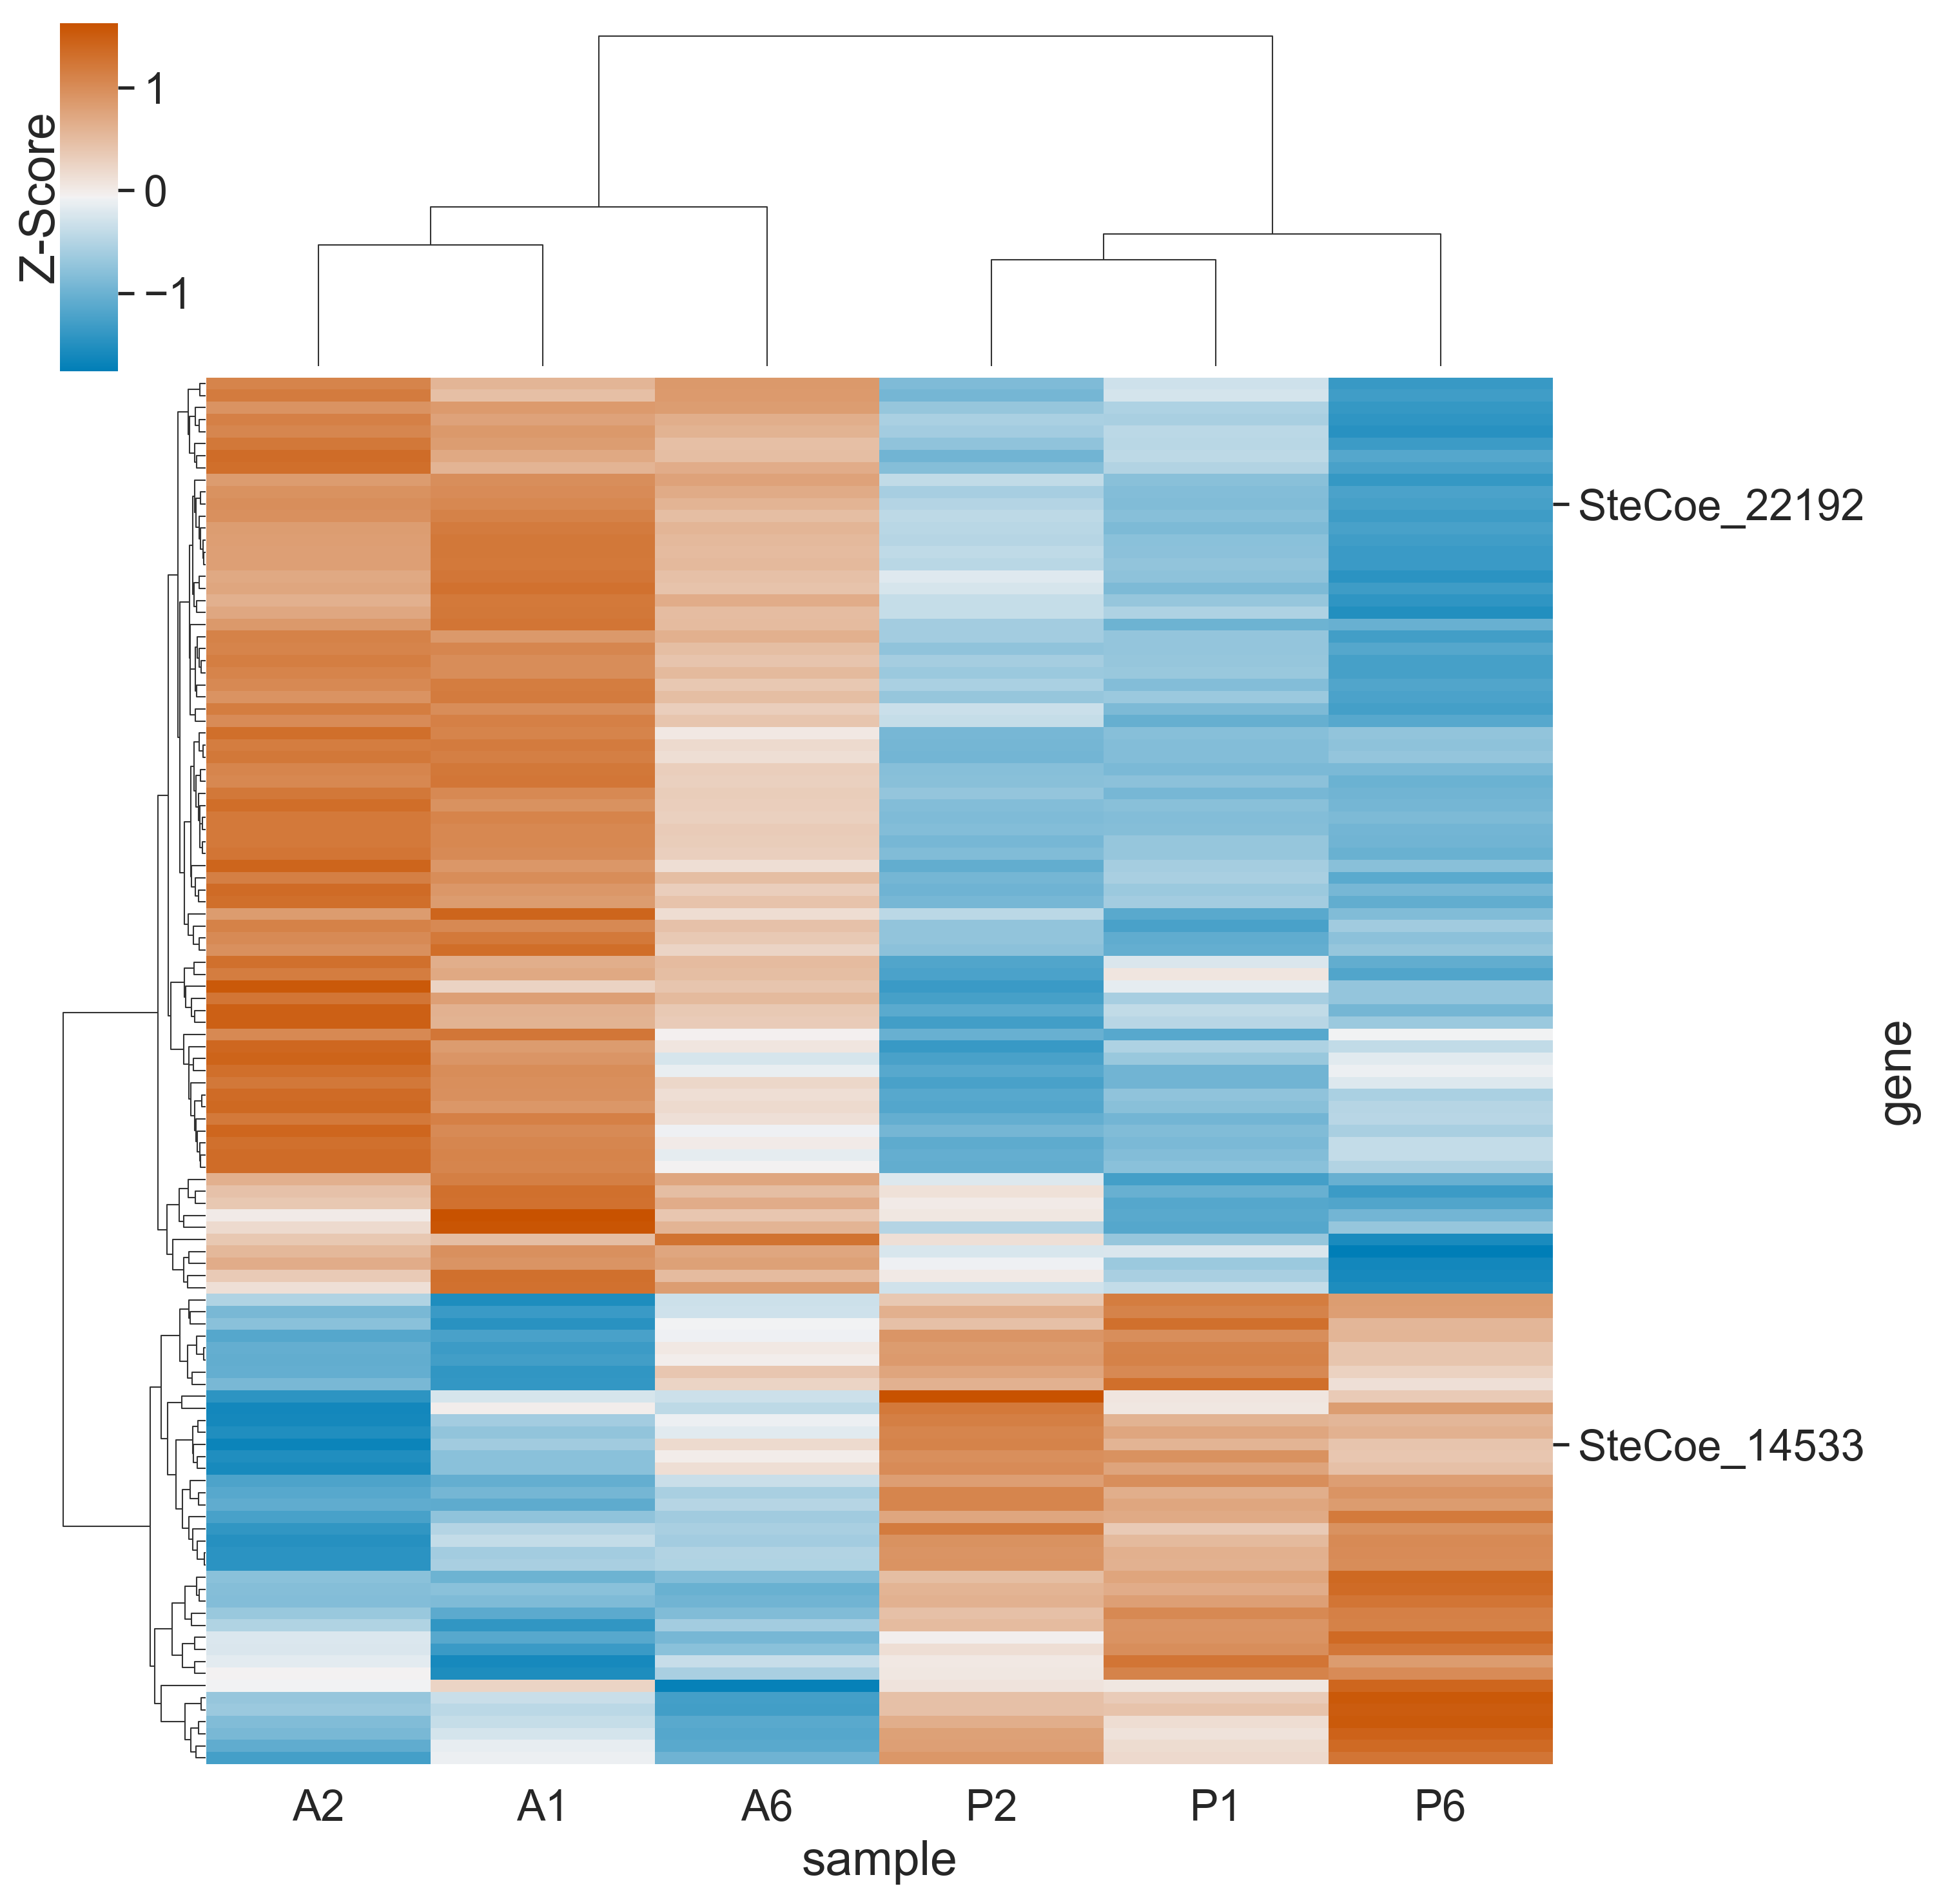 Z-Score
1
0
−1
SteCoe_22192
SteCoe_14533
gene
A2 A1 A6 P2 P1 P6
sample